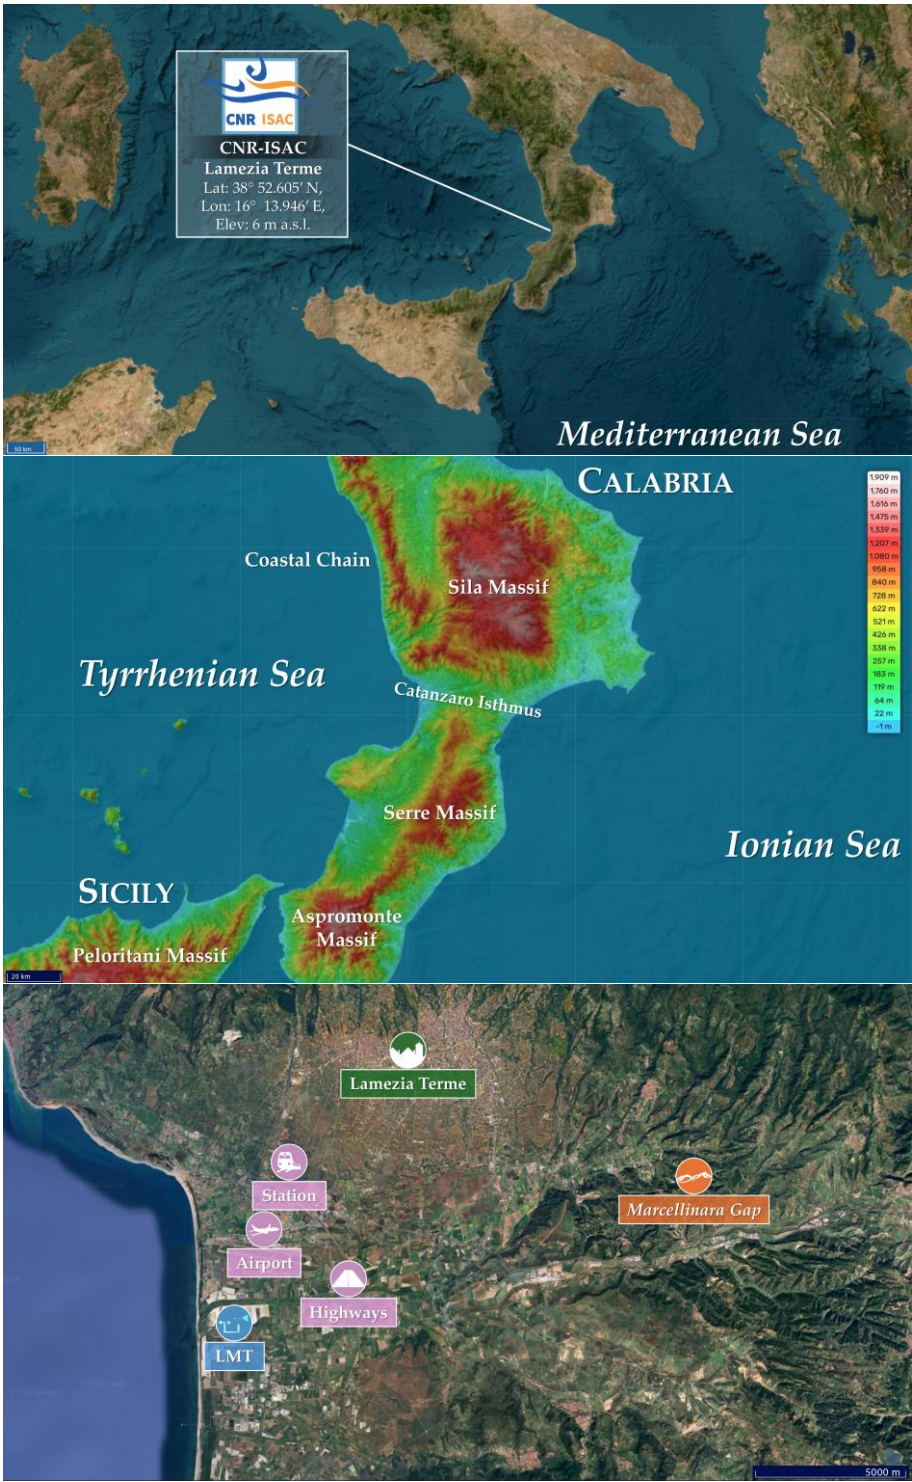 CNR ISAC
CNR-ISAC
Lamezia Terme
Lat: 38° 52.605′ N,
Lon: 16° 13.946′ E,
Elev: 6 m a.s.l.
Mediterranean Sea
50 km
CALABRIA
1,909 m
1,760 m
1,616 m
1,475 m
1,339 m
1,207 m
1,080 m
958 m
840 m
728 m
622 m
521 m
426 m
338 m
257 m
183 m
119 m
64 m
22 m
-1 m
Coastal Chain
Sila Massif
Tyrrhenian Sea
Catanzaro Isthmus
Serre Massif
Ionian Sea
SICILY
Aspromonte
Massif
Peloritani Massif
20 km
Lamezia Terme
Station
Marcellinara Gap
Airport
Highways
LMT
5000 m